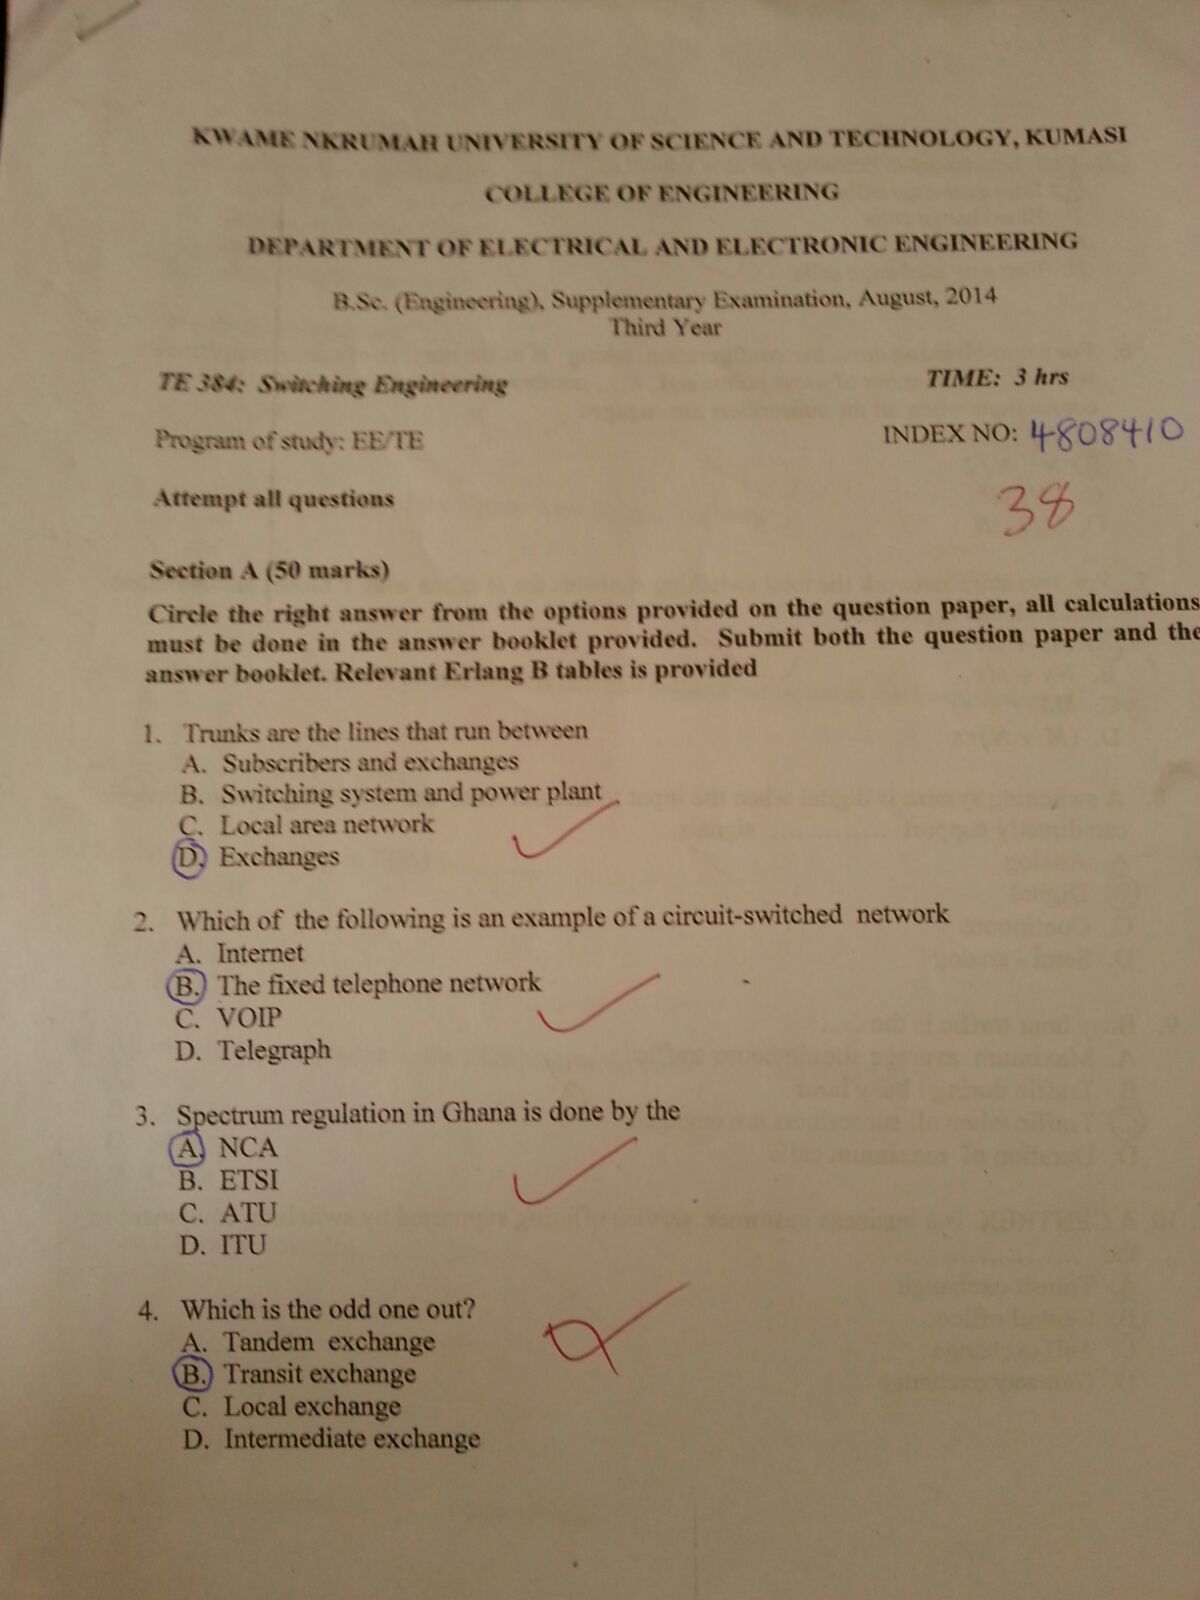 KWAME NKRUMAH UNIVERSITY OF SCIENCE AND TECHNOLOGY, KUMASI
COLLEGE OF ENGINEERING
DEPARTMENT OF ELECTRICAL AND ELECTRONIC ENGINEERING
B.Sc. (Engineering), Supplementary Examination, August, 2014
Third Year
TE 384: Switching Engineering TIME: 3 hrs
Program of study: EE/TE INDEX NO: 4808410
Attempt all questions 38
Section A (50 marks)
Circle the right answer from the options provided on the question paper, all calculations
must be done in the answer booklet provided. Submit both the question paper and the
answer booklet. Relevant Erlang B tables is provided
1. Trunks are the lines that run between
A. Subscribers and exchanges
B. Switching system and power plant
C. Local area network
D. Exchanges
2. Which of the following is an example of a circuit-switched network
A. Internet
B. The fixed telephone network
C. VOIP
D. Telegraph
3. Spectrum regulation in Ghana is done by the
A. NCA
B. ETSI
C. ATU
D. ITU
4. Which is the odd one out?
A. Tandem exchange
B. Transit exchange
C. Local exchange
D. Intermediate exchange